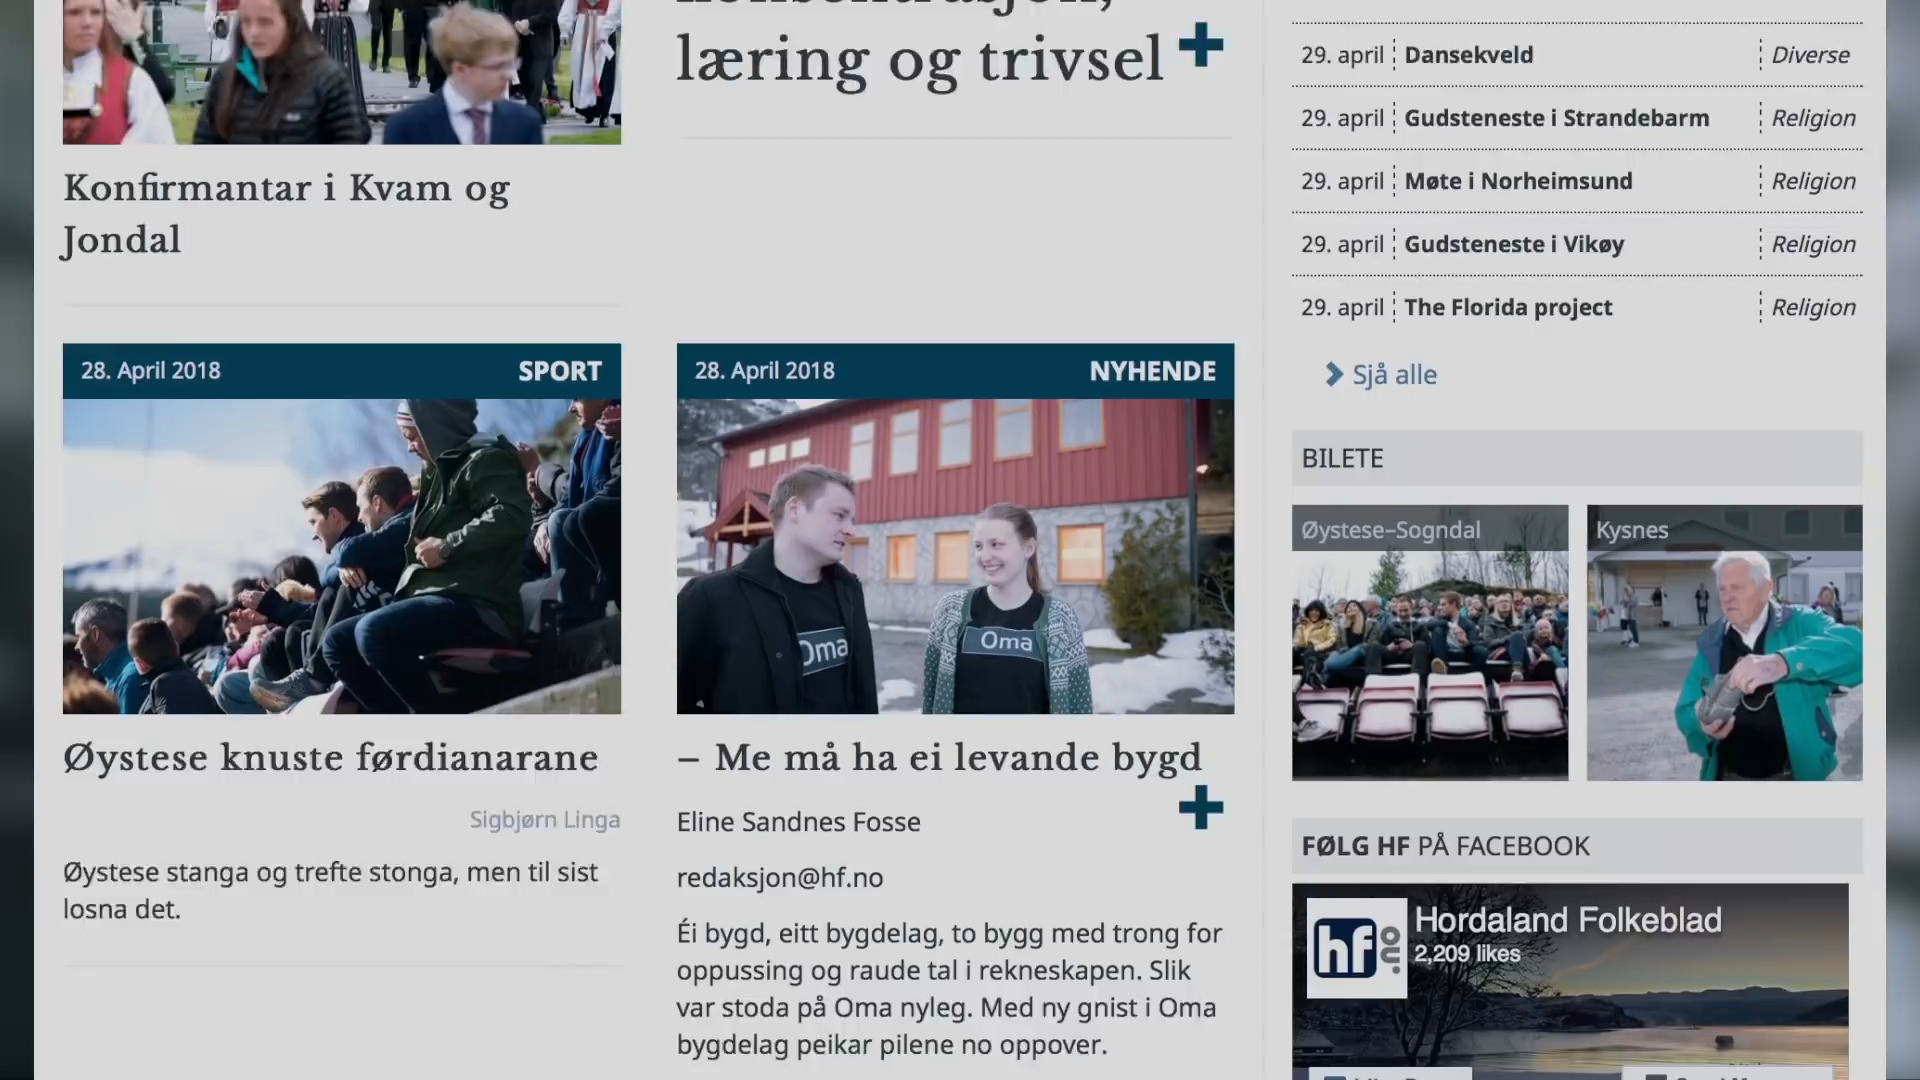 læring og trivsel
Konfirmantar i Kvam og
Jondal
28. April 2018 SPORT
Øystese knuste førdianarane
Sigbjørn Linga
Øystese stanga og trefte stonga, men til sist
losna det.
28. April 2018 NYHENDE
Oma
Oma
– Me må ha ei levande bygd
Eline Sandnes Fosse
redaksjon@hf.no
Éi bygd, eitt bygdelag, to bygg med trong for
oppussing og raude tal i rekneskapen. Slik
var stoda på Oma nyleg. Med ny gnist i Oma
bygdelag peikar pilene no oppover.
29. april Dansekveld Diverse
29. april Gudsteneste i Strandebarm Religion
29. april Møte i Norheimsund Religion
29. april Gudsteneste i Vikøy Religion
29. april The Florida project Religion
Sjå alle
BILETE
Øystese–Sogndal
Kysnes
FØLG HF PÅ FACEBOOK
hf.no
Hordaland Folkeblad
2,209 likes